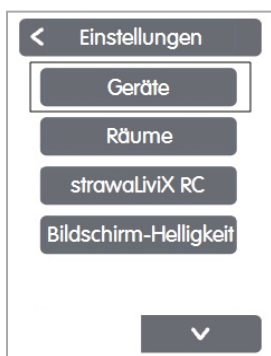 Einstellungen
Geräte
Räume
strawaLiviX RC
Bildschirm-Helligkeit